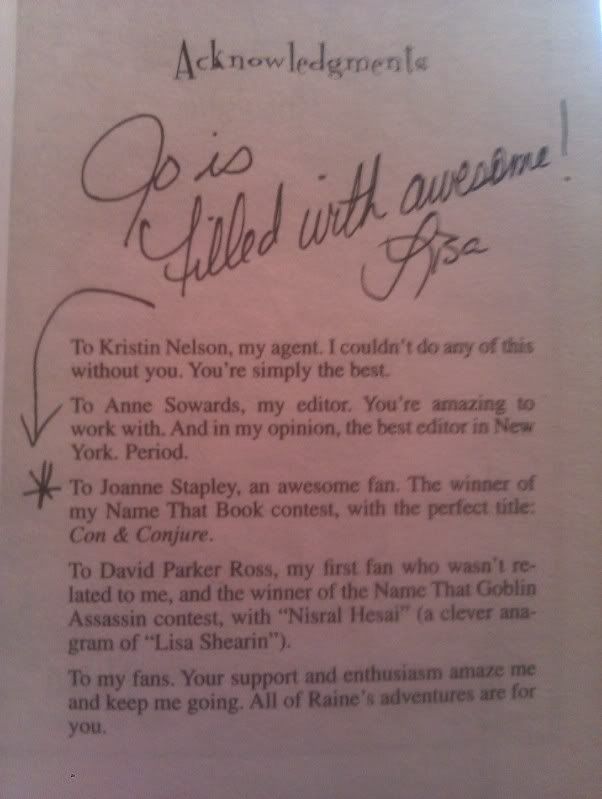 Acknowledgments
Jo is
filled with awesome!
Lisa
To Kristin Nelson, my agent. I couldn't do any of this
without you. You're simply the best.
To Anne Sowards, my editor. You're amazing to
work with. And in my opinion, the best editor in New
York. Period.
* To Joanne Stapley, an awesome fan. The winner of
my Name That Book contest, with the perfect title:
Con & Conjure.
To David Parker Ross, my first fan who wasn't re-
lated to me, and the winner of the Name That Goblin
Assassin contest, with “Nisral Hesai” (a clever ana-
gram of “Lisa Shearin”).
To my fans. Your support and enthusiasm amaze me
and keep me going. All of Raine's adventures are for
you.